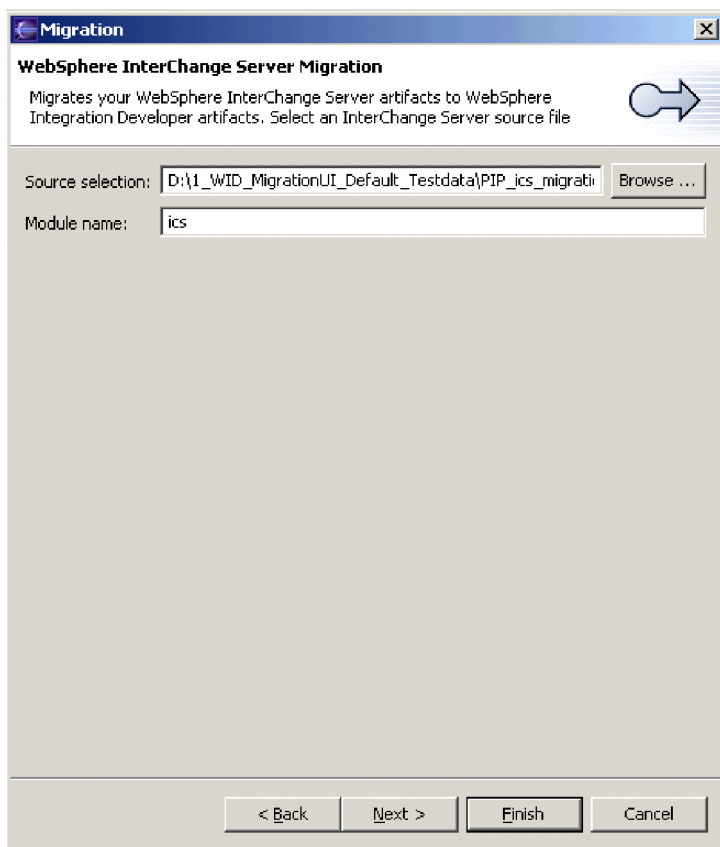 Migration
WebSphere InterChange Server Migration
Migrates your WebSphere InterChange Server artifacts to WebSphere
Integration Developer artifacts. Select an InterChange Server source file
Source selection: D:\1_WID_MigrationUI_Default_Testdata\PIP_ics_migrati Browse ...
Module name: ics
< Back Next > Finish Cancel